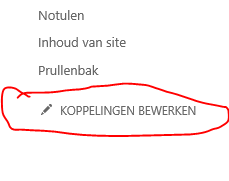 Notulen
Inhoud van site
Prullenbak
KOPPELINGEN BEWERKEN